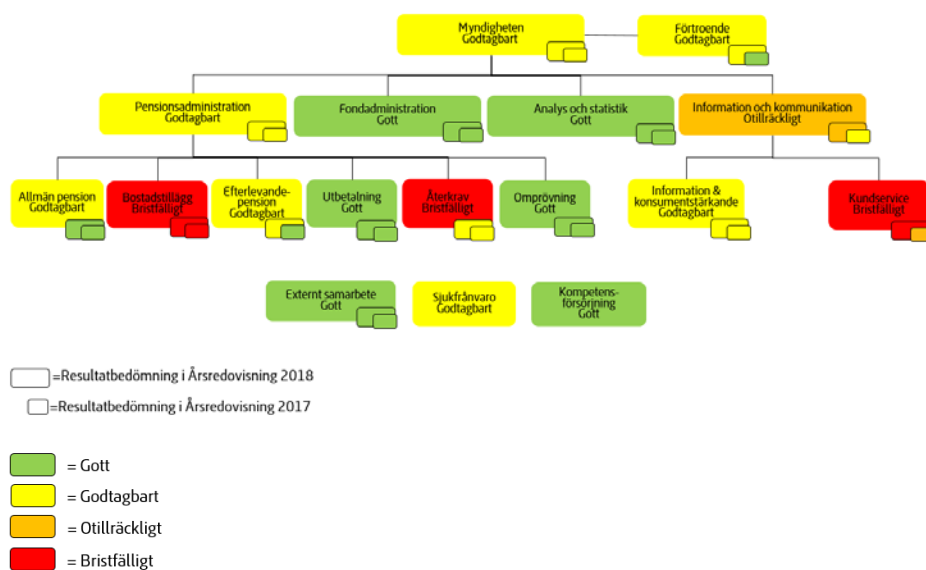 Myndigheten
Godtagbart
Förtroende
Godtagbart
Pensionsadministration
Godtagbart
Fondadministration
Gott
Analys och statistik
Gott
Information och kommunikation
Otillräckligt
Allmän pension
Godtagbart
Bostadstillägg
Bristfälligt
Efterlevande-
pension
Godtagbart
Utbetalning
Gott
Återkrav
Bristfälligt
Omprövning
Gott
Information &
konsumentstärkande
Godtagbart
Kundservice
Bristfälligt
Externt samarbete
Gott
Sjukfrånvaro
Godtagbart
Kompetens-
försörjning
Gott
=Resultatbedömning i Årsredovisning 2018
=Resultatbedömning i Årsredovisning 2017
= Gott
= Godtagbart
= Otillräckligt
= Bristfälligt